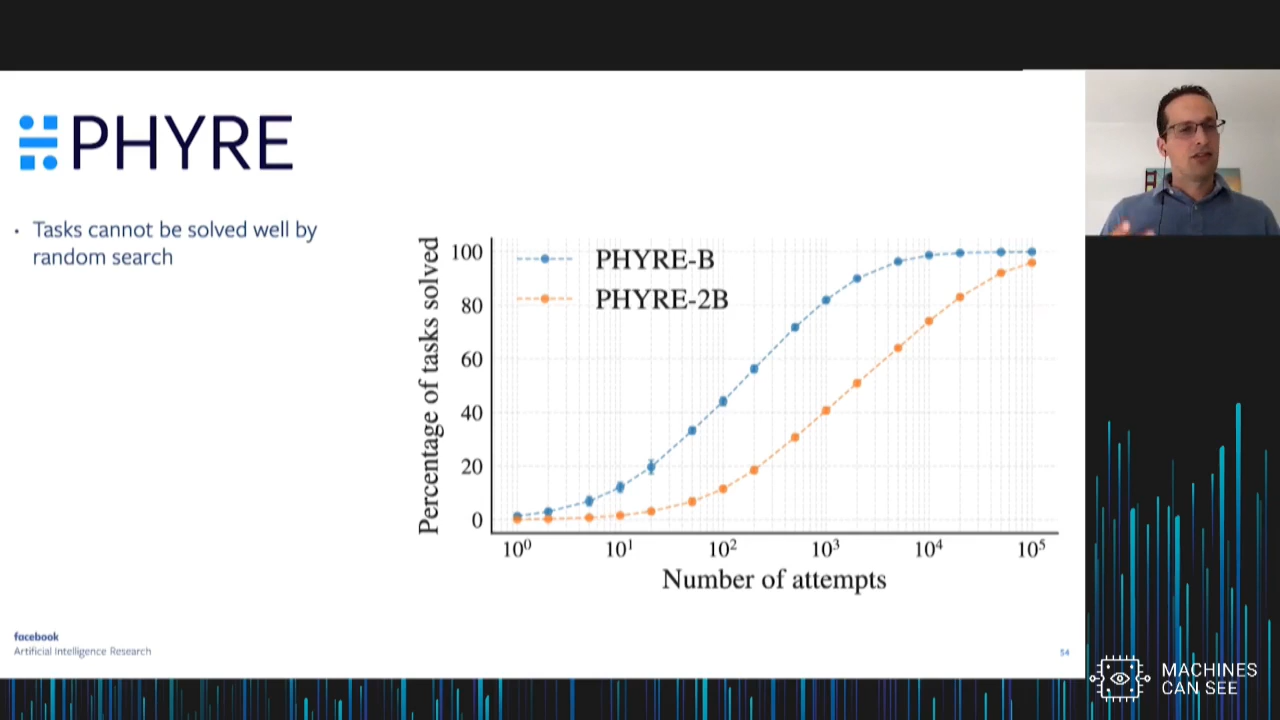 PHYRE
• Tasks cannot be solved well by
random search
Percentage of tasks solved
100
80
60
40
20
0
PHYRE-B
PHYRE-2B
10⁰ 10¹ 10² 10³ 10⁴ 10⁵
Number of attempts
facebook
Artificial Intelligence Research
54
MACHINES
CAN SEE